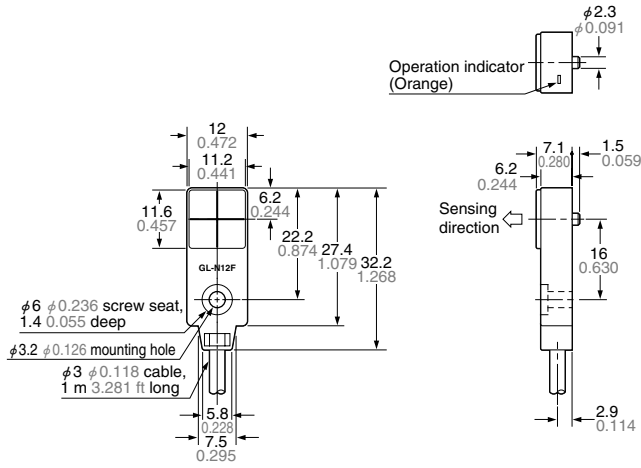 φ2.3
φ0.091
Operation indicator
(Orange)
12
0.472
11.2
0.441
7.1
0.280
1.5
0.059
6.2
0.244
6.2
0.244
11.6
0.457
22.2
0.874
27.4
1.079
32.2
1.268
Sensing
direction
16
0.630
GL-N12F
φ6 φ0.236 screw seat,
1.4 0.055 deep
φ3.2 φ0.126 mounting hole
φ3 φ0.118 cable,
1 m 3.281 ft long
5.8
0.228
7.5
0.295
2.9
0.114